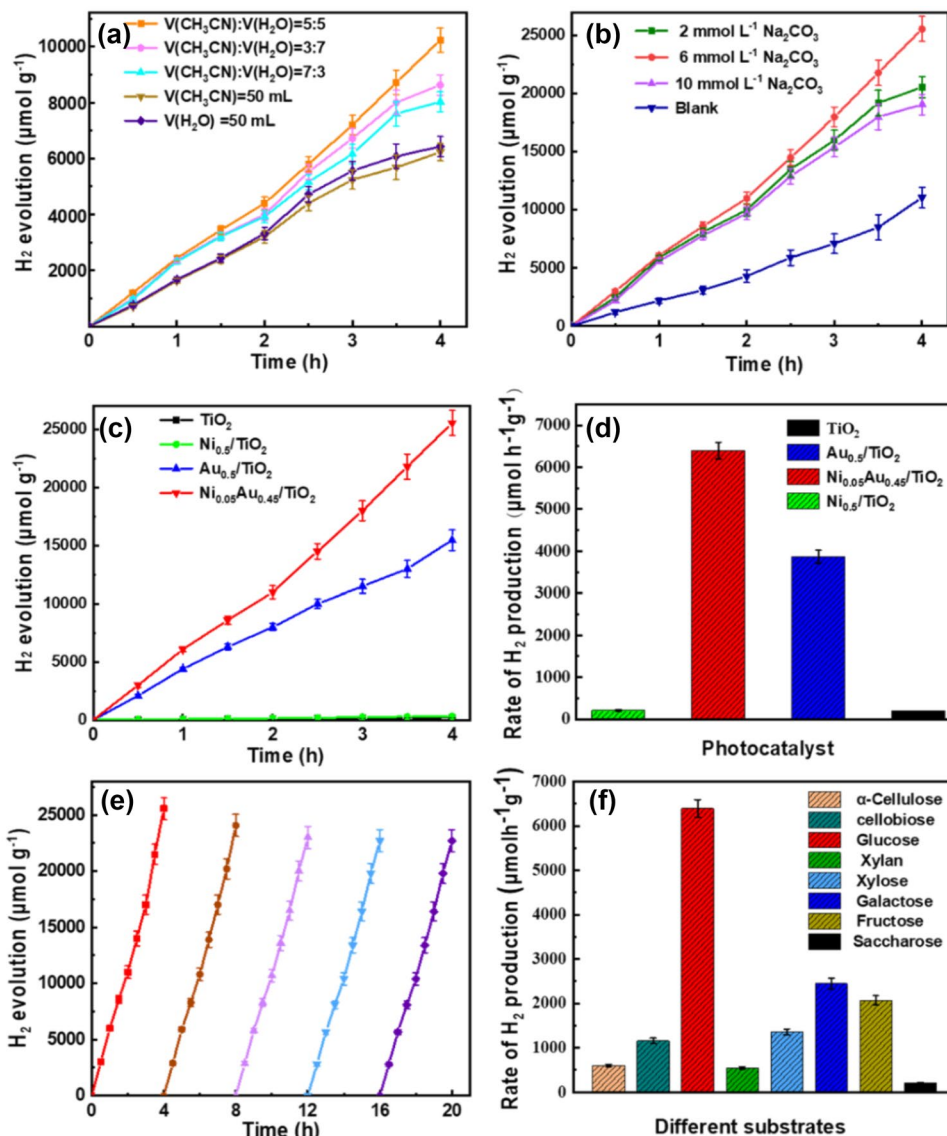 (a)
V(CH₃CN):V(H₂O)=5:5
V(CH₃CN):V(H₂O)=3:7
V(CH₃CN):V(H₂O)=7:3
V(CH₃CN)=50 mL
V(H₂O) =50 mL
H₂ evolution (μmol g⁻¹)
10000
8000
6000
4000
2000
0 1 2 3 4
Time (h)
(b)
2 mmol L⁻¹ Na₂CO₃
6 mmol L⁻¹ Na₂CO₃
10 mmol L⁻¹ Na₂CO₃
Blank
H₂ evolution (μmol g⁻¹)
25000
20000
15000
10000
5000
0
0 1 2 3 4
Time (h)
(c)
TiO₂
Ni₀.₅/TiO₂
Au₀.₅/TiO₂
Ni₀.₀₅Au₀.₄₅/TiO₂
H₂ evolution (μmol g⁻¹)
25000
20000
15000
10000
5000
0
0 1 2 3 4
Time (h)
(d)
TiO₂
Au₀.₅/TiO₂
Ni₀.₀₅Au₀.₄₅/TiO₂
Ni₀.₅/TiO₂
Rate of H₂ production (μmol h⁻¹g⁻¹)
7000
6000
5000
4000
3000
2000
1000
0
Photocatalyst
(e)
H₂ evolution (μmol g⁻¹)
25000
20000
15000
10000
5000
0
0 4 8 12 16 20
Time (h)
(f)
α-Cellulose
cellobiose
Glucose
Xylan
Xylose
Galactose
Fructose
Saccharose
Rate of H₂ production (μmolh⁻¹g⁻¹)
7000
6000
5000
4000
3000
2000
1000
0
Different substrates